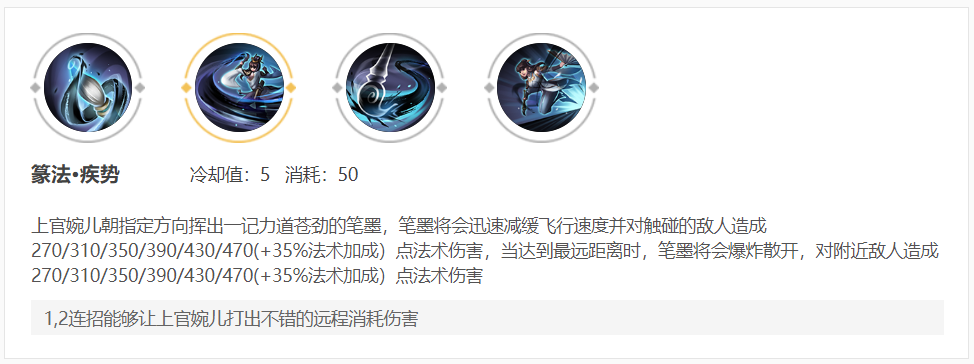 篆法•疾势 冷却值：5 消耗：50
上官婉儿朝指定方向挥出一记力道苍劲的笔墨，笔墨将会迅速减缓飞行速度并对触碰的敌人造成
270/310/350/390/430/470(+35%法术加成）点法术伤害，当达到最远距离时，笔墨将会爆炸散开，对附近敌人造成
270/310/350/390/430/470(+35%法术加成）点法术伤害
1,2连招能够让上官婉儿打出不错的远程消耗伤害